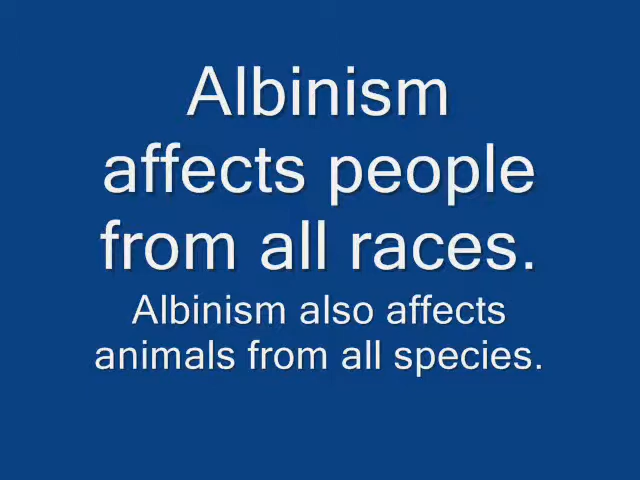 Albinism
affects people
from all races.
Albinism also affects
animals from all species.